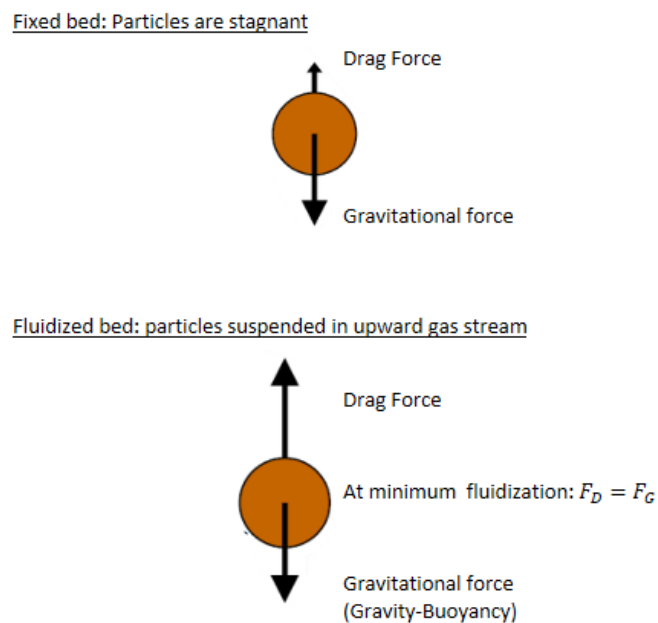 Fixed bed: Particles are stagnant
Drag Force
Gravitational force
Fluidized bed: particles suspended in upward gas stream
Drag Force
At minimum fluidization: F_D = F_G
Gravitational force
(Gravity-Buoyancy)